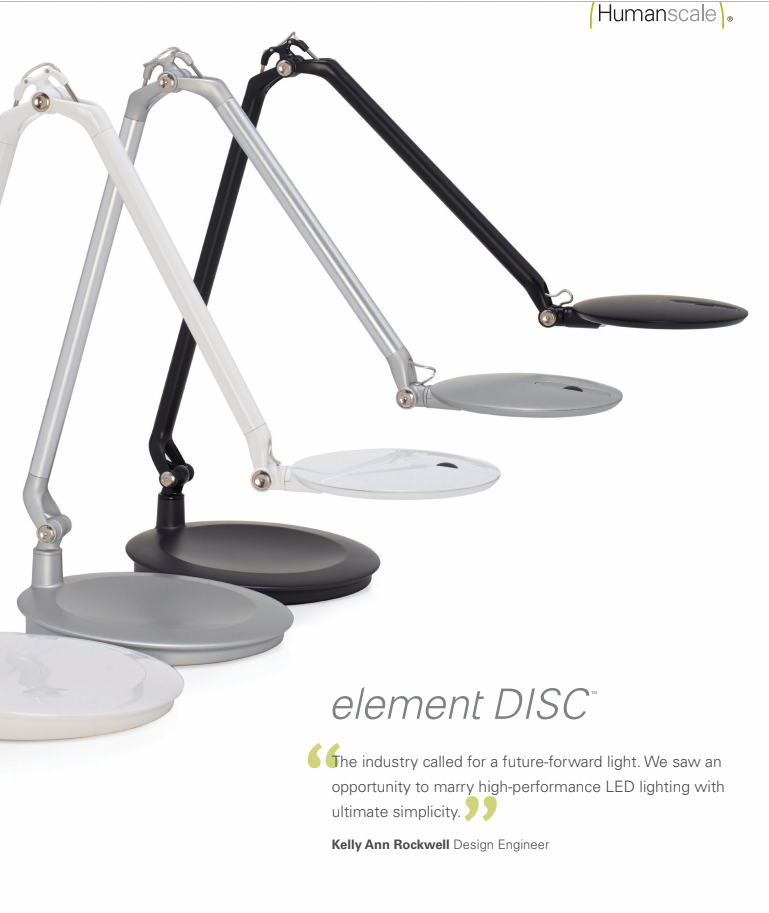 Humanscale®
element DISC™
“The industry called for a future-forward light. We saw an
opportunity to marry high-performance LED lighting with
ultimate simplicity.”
Kelly Ann Rockwell Design Engineer